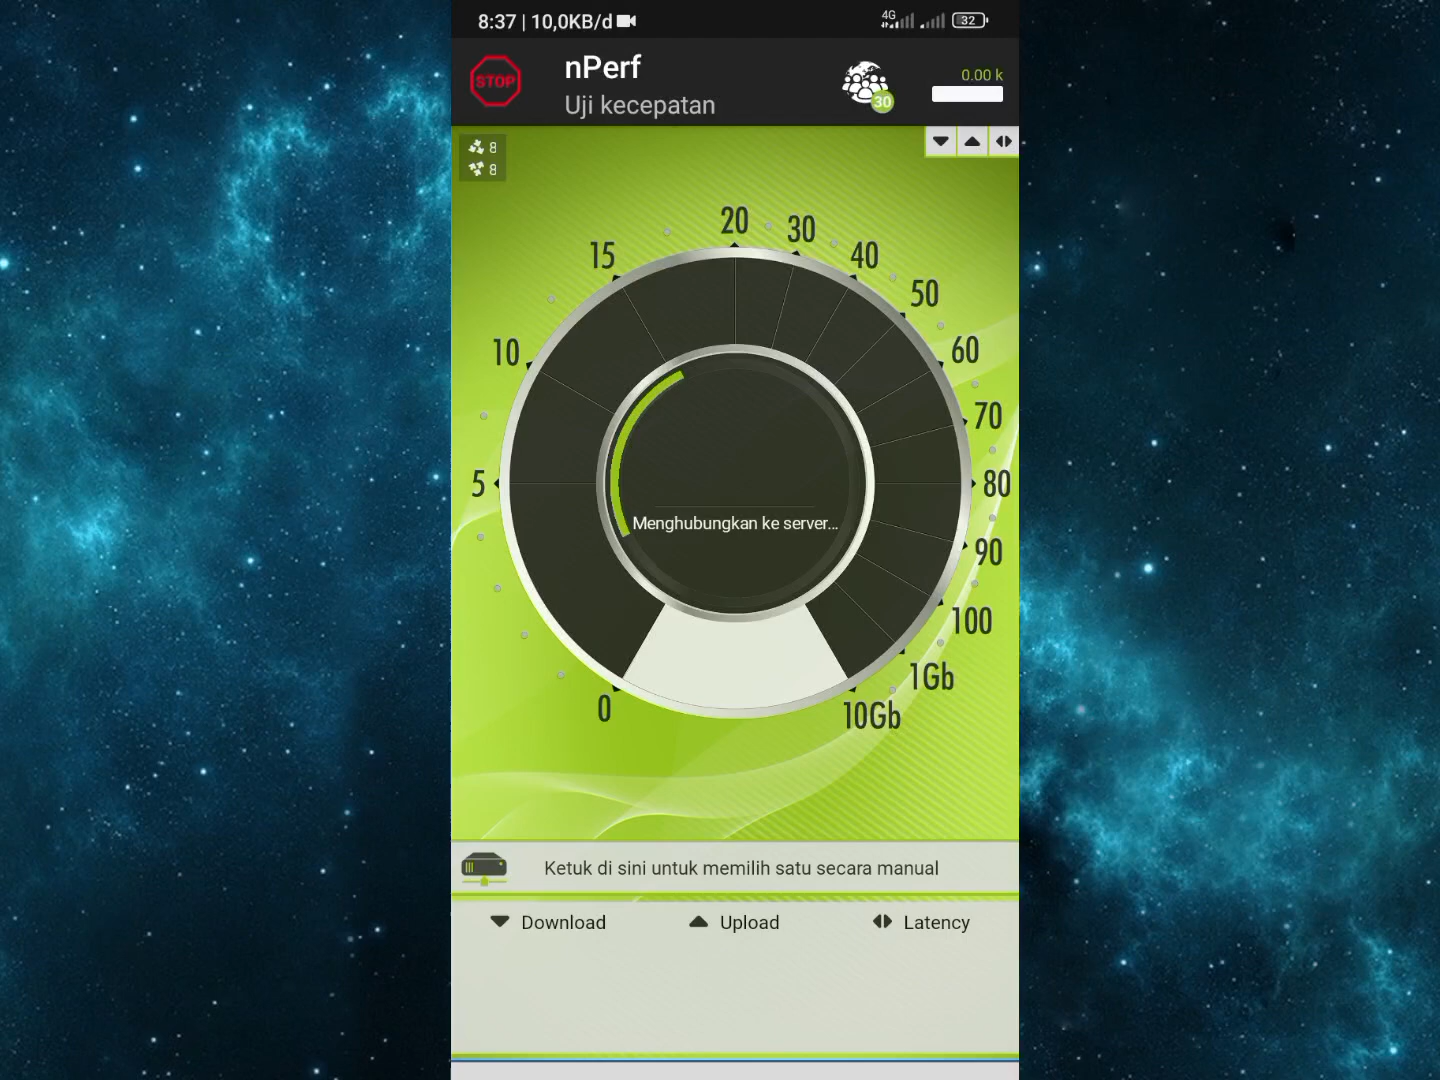 8:37 | 10,0KB/d
4G
32
STOP
nPerf
Uji kecepatan
30
0.00 k
8
8
0
5
10
15
20
30
40
50
60
70
80
90
100
1Gb
10Gb
Menghubungkan ke server...
Ketuk di sini untuk memilih satu secara manual
Download
Upload
Latency